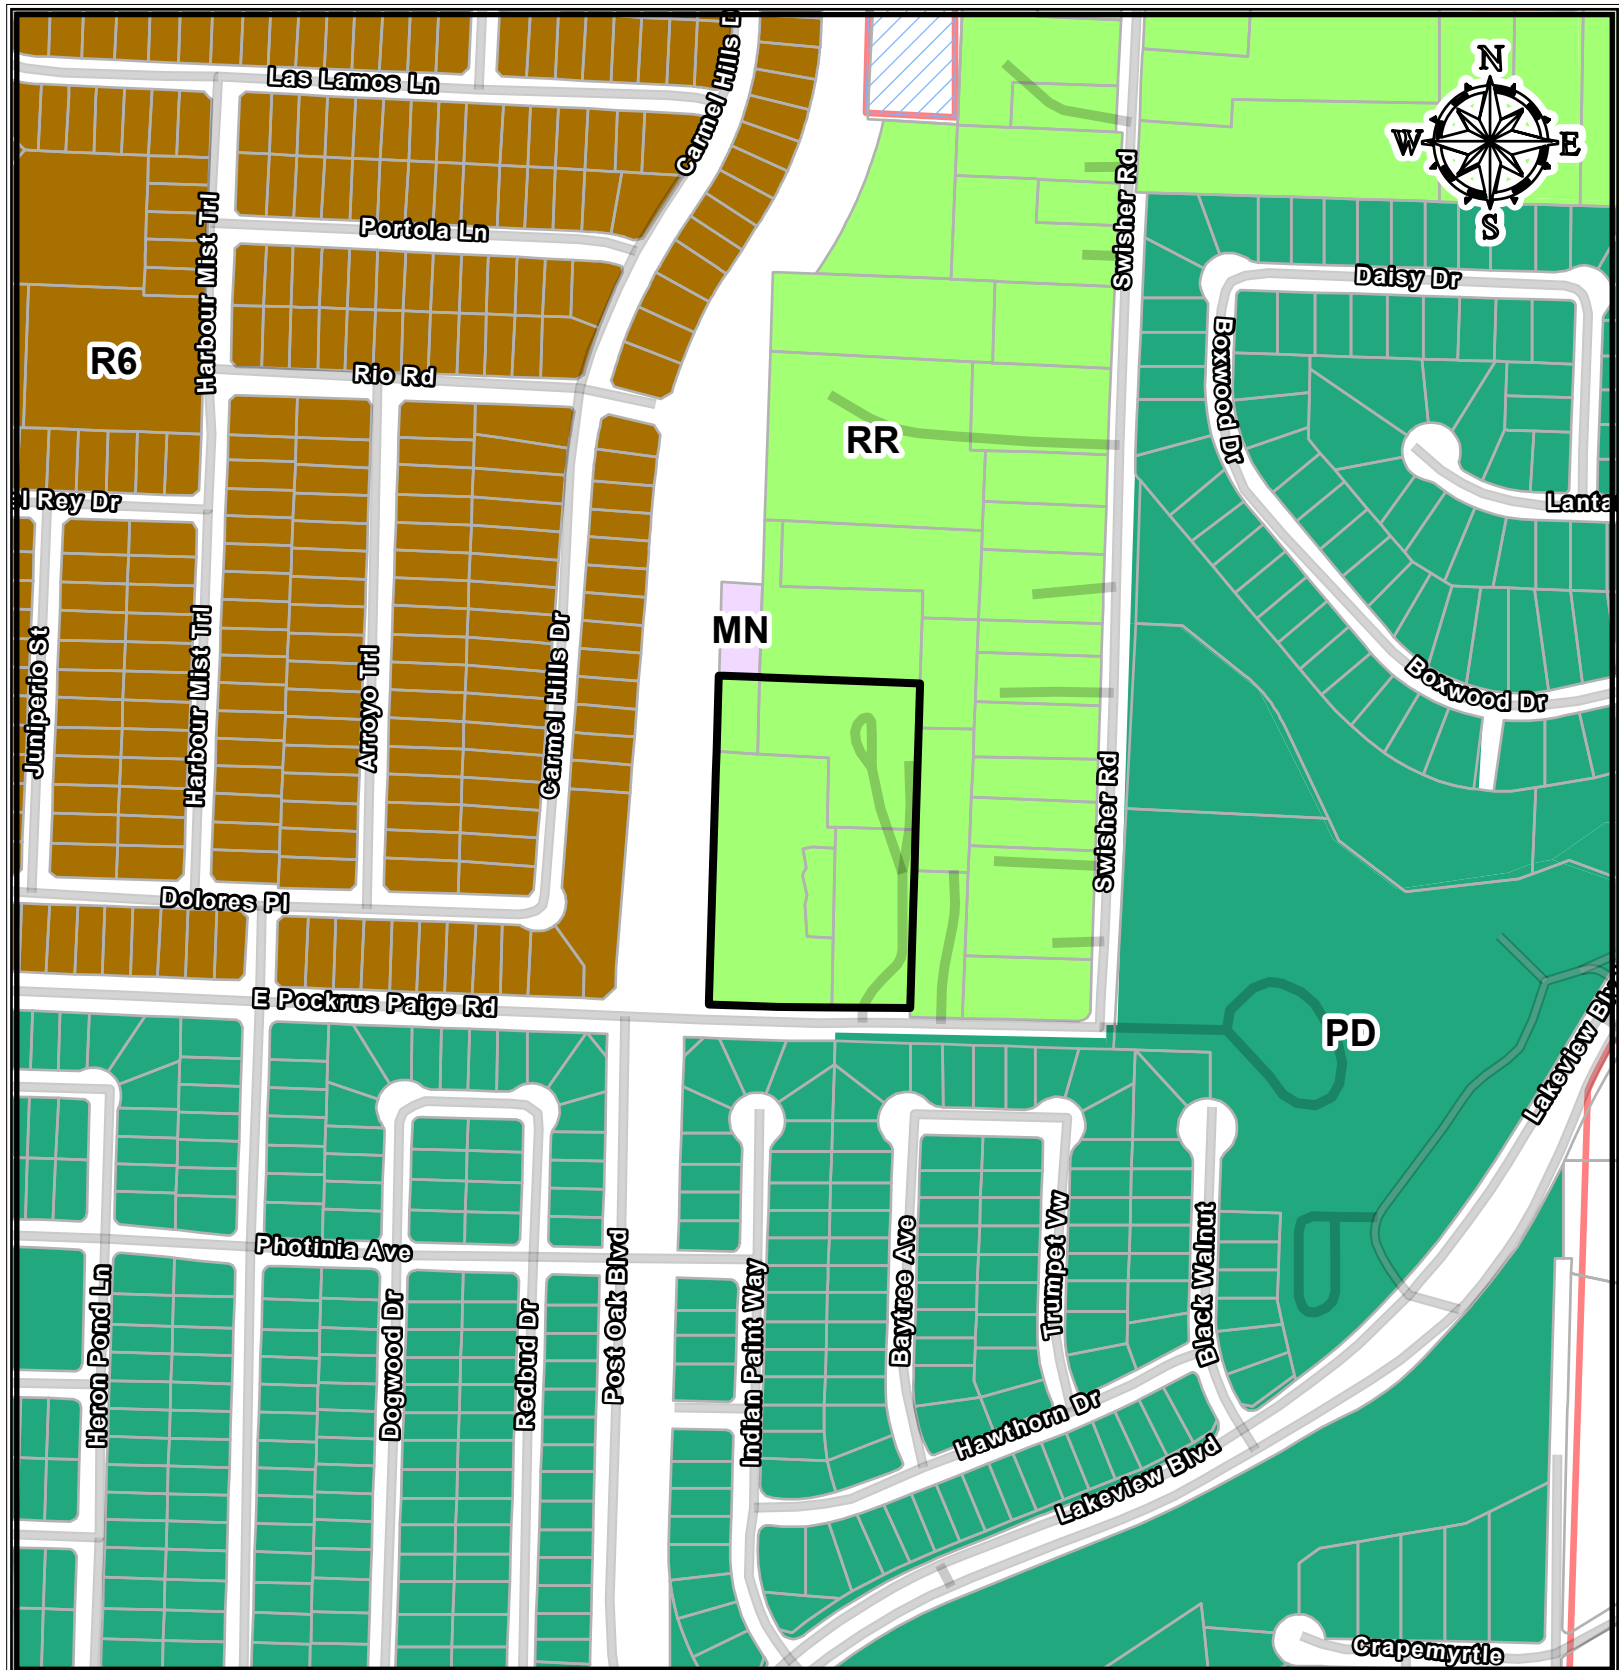 Las Lamos Ln
Carmel Hills D
N
W
E
S
Carmel Hills Dr
Harbour Mist Trl
Portola Ln
Swisher Rd
Daisy Dr
R6
Rio Rd
Boxwood Dr
RR
el Rey Dr
Lanta
MN
Juniperio St
Harbour Mist Trl
Arroyo Trl
Boxwood Dr
Swisher Rd
Dolores Pl
E Pockrus Paige Rd
PD
Lakeview Blv
Photinia Ave
Heron Pond Ln
Dogwood Dr
Redbud Dr
Post Oak Blvd
Indian Paint Way
Baytree Ave
Trumpet Vw
Black Walnut
Hawthorn Dr
Lakeview Blvd
Crapemyrtle